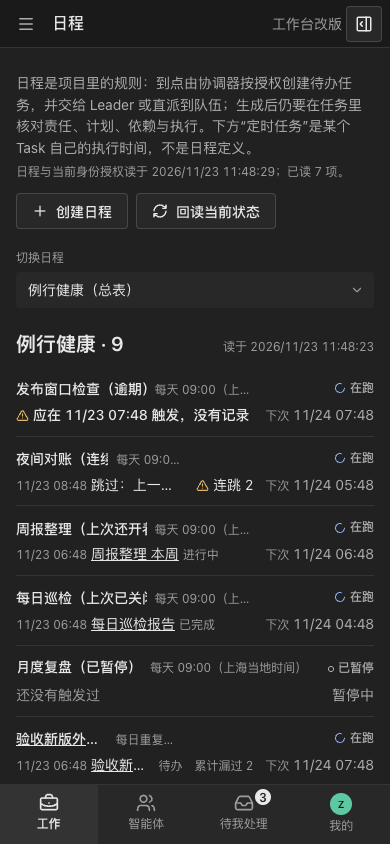 日程
工作台改版
日程是项目里的规则：到点由协调器按授权创建待办任
务，并交给 Leader 或直派到队伍；生成后仍要在任务里
核对责任、计划、依赖与执行。下方“定时任务”是某个
Task 自己的执行时间，不是日程定义。
日程与当前身份授权读于 2026/11/23 11:48:29；已读 7 项。
创建日程
回读当前状态
切换日程
例行健康（总表）
例行健康 · 9
读于 2026/11/23 11:48:23
发布窗口检查（逾期） 每天 09:00（上... 在跑
应在 11/23 07:48 触发，没有记录 下次 11/24 07:48
夜间对账（连 每天 09:0... 在跑
11/23 08:48 跳过：上一... 连跳 2 下次 11/24 05:48
周报整理（上次还开 每天 09:00（上... 在跑
11/23 06:48 周报整理 本周 进行中 下次 11/24 06:48
每日巡检（上次已关 每天 09:00（上... 在跑
11/23 06:48 每日巡检报告 已完成 下次 11/24 04:48
月度复盘（已暂停） 每天 09:00（上海当地时间） 已暂停
还没有触发过 暂停中
验收新版外... 每日重复... 在跑
11/23 06:48 验收新... 待办 累计漏过 2 下次 11/24 07:48
工作
智能体
3
待我处理
z
我的